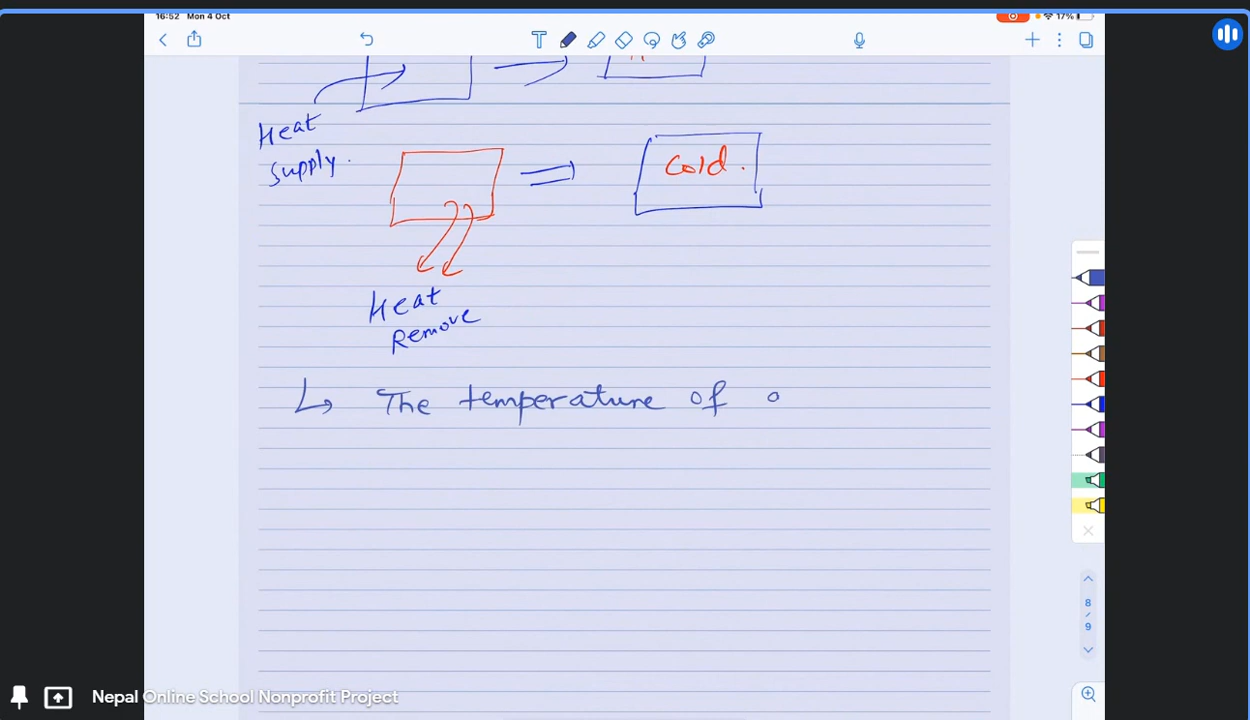 16:52 Mon 4 Oct
17%
Heat
Supply.
Cold.
Heat
Remove
↳ The temperature of
8
/
9
Nepal Online School Nonprofit Project